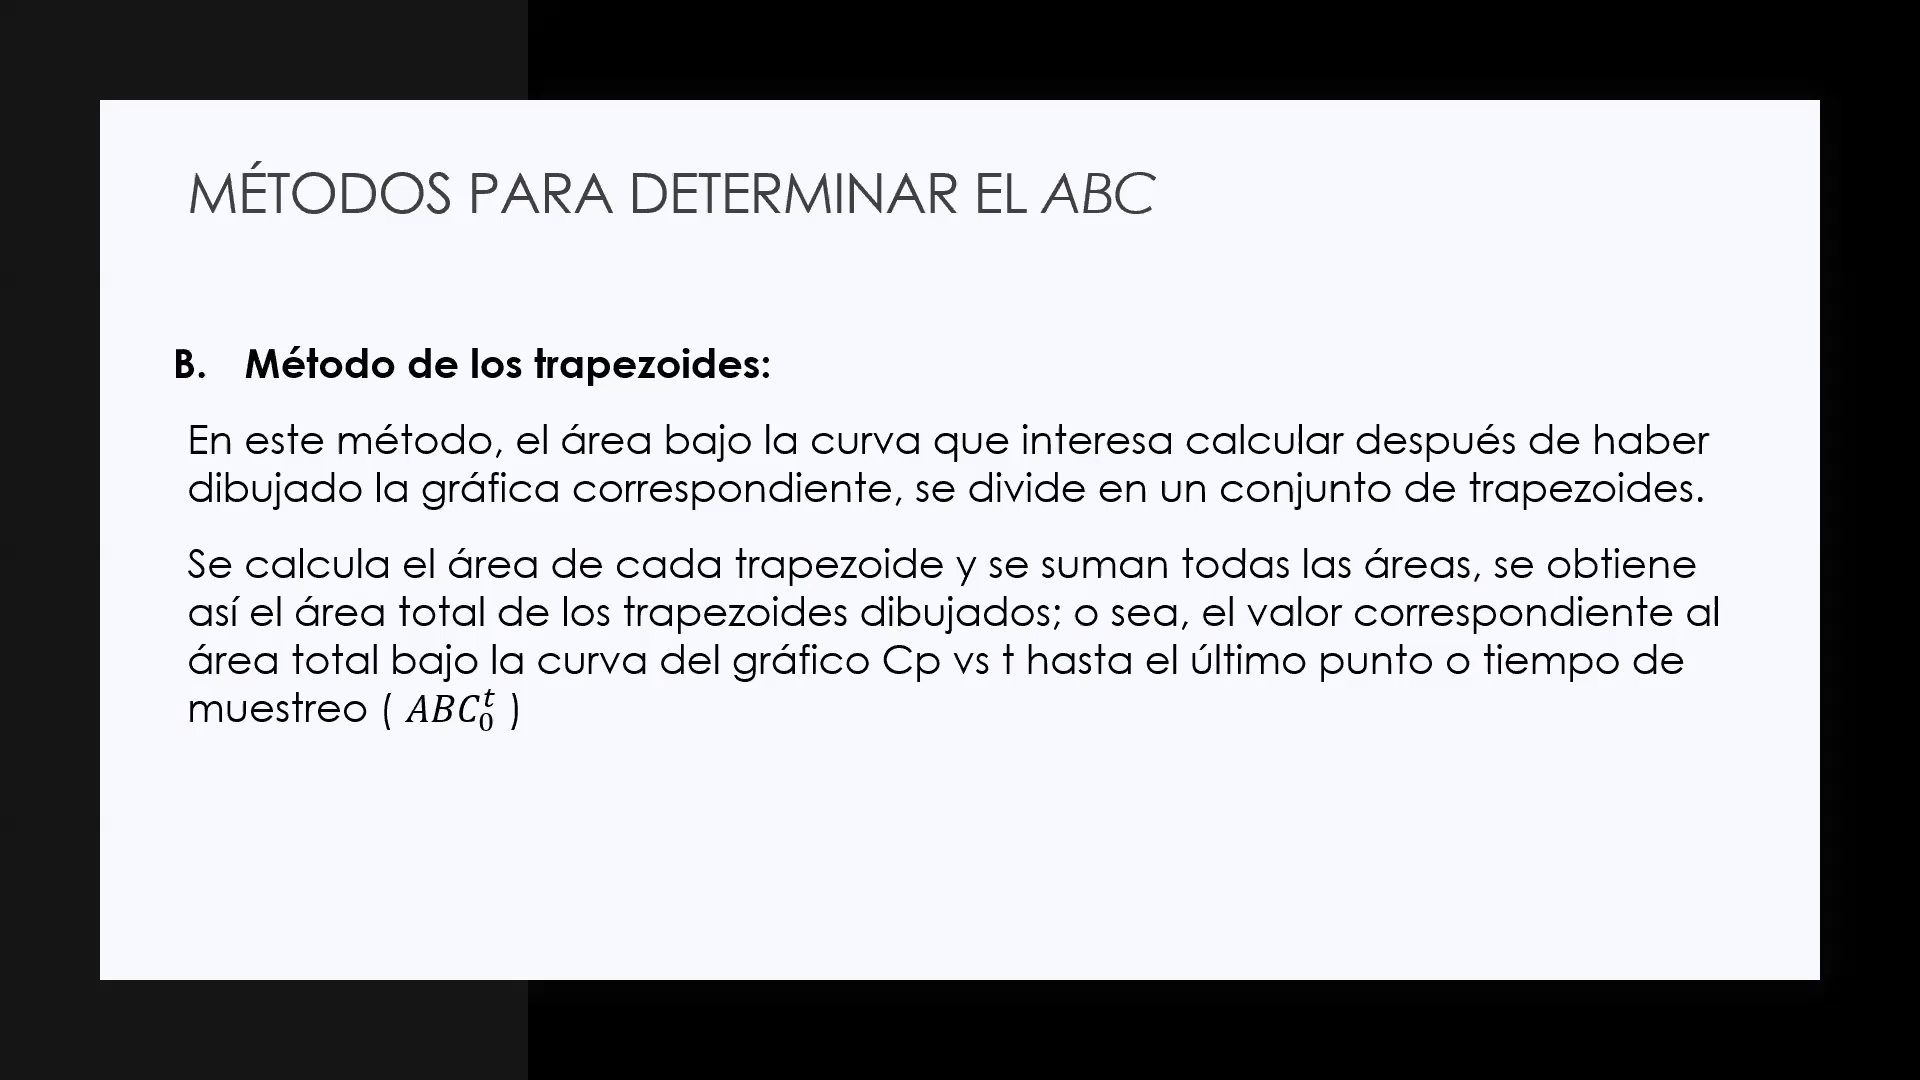 MÉTODOS PARA DETERMINAR EL ABC
B. Método de los trapezoides:
En este método, el área bajo la curva que interesa calcular después de haber
dibujado la gráfica correspondiente, se divide en un conjunto de trapezoides.
Se calcula el área de cada trapezoide y se suman todas las áreas, se obtiene
así el área total de los trapezoides dibujados; o sea, el valor correspondiente al
área total bajo la curva del gráfico Cp vs t hasta el último punto o tiempo de
muestreo ( $ABC_0^t$ )